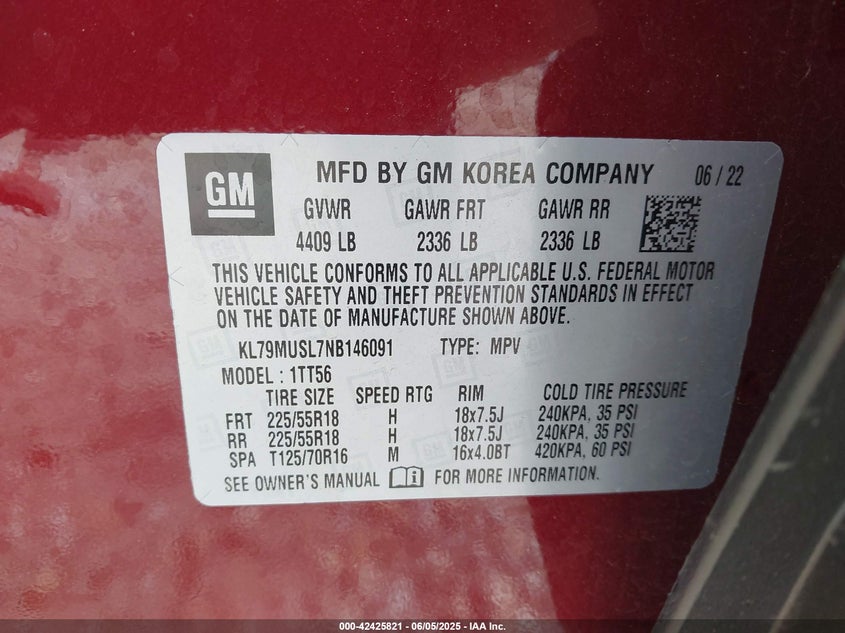 GM
MFD BY GM KOREA COMPANY 06 / 22
GVWR GAWR FRT GAWR RR
4409 LB 2336 LB 2336 LB
THIS VEHICLE CONFORMS TO ALL APPLICABLE U.S. FEDERAL MOTOR
VEHICLE SAFETY AND THEFT PREVENTION STANDARDS IN EFFECT
ON THE DATE OF MANUFACTURE SHOWN ABOVE.
KL79MUSL7NB146091 TYPE: MPV
MODEL : 1TT56
TIRE SIZE SPEED RTG RIM COLD TIRE PRESSURE
FRT 225/55R18 H 18x7.5J 240KPA, 35 PSI
RR 225/55R18 H 18x7.5J 240KPA, 35 PSI
SPA T125/70R16 M 16x4.0BT 420KPA, 60 PSI
SEE OWNER'S MANUAL FOR MORE INFORMATION.
000-42425821 - 06/05/2025 - IAA Inc.